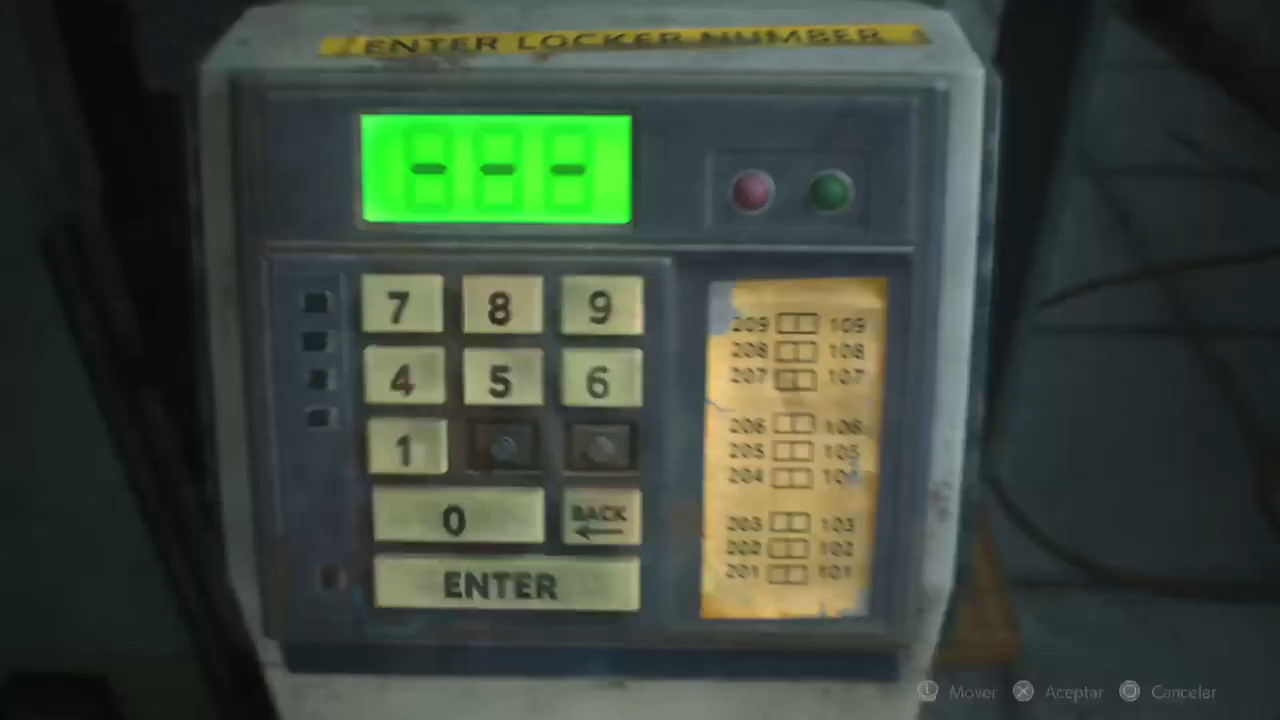 ENTER LOCKER NUMBER
7 8 9
4 5 6
1
0 BACK
ENTER
209 109
208 108
207 107
206 106
205 105
204
203 103
202 102
201 101
Mover Aceptar Cancelar